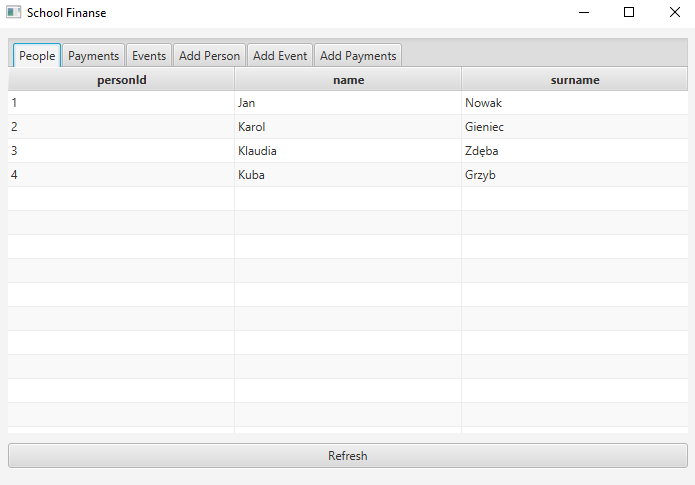 School Finanse
People Payments Events Add Person Add Event Add Payments
personId name surname
1 Jan Nowak
2 Karol Gieniec
3 Klaudia Zdęba
4 Kuba Grzyb
Refresh